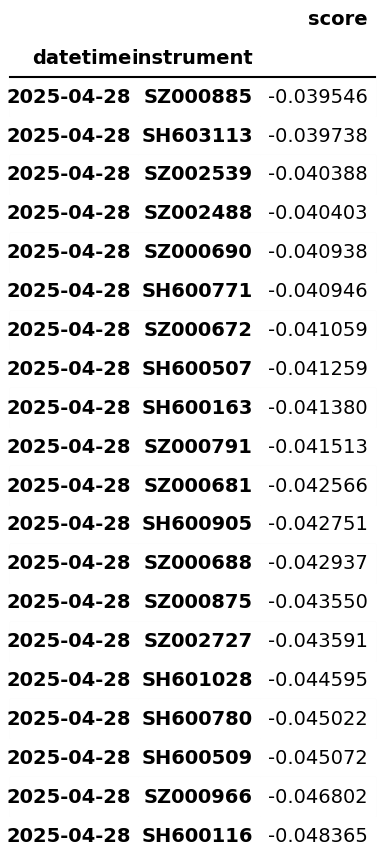 score
datetime instrument
2025-04-28 SZ000885 -0.039546
2025-04-28 SH603113 -0.039738
2025-04-28 SZ002539 -0.040388
2025-04-28 SZ002488 -0.040403
2025-04-28 SZ000690 -0.040938
2025-04-28 SH600771 -0.040946
2025-04-28 SZ000672 -0.041059
2025-04-28 SH600507 -0.041259
2025-04-28 SH600163 -0.041380
2025-04-28 SZ000791 -0.041513
2025-04-28 SZ000681 -0.042566
2025-04-28 SH600905 -0.042751
2025-04-28 SZ000688 -0.042937
2025-04-28 SZ000875 -0.043550
2025-04-28 SZ002727 -0.043591
2025-04-28 SH601028 -0.044595
2025-04-28 SH600780 -0.045022
2025-04-28 SH600509 -0.045072
2025-04-28 SZ000966 -0.046802
2025-04-28 SH600116 -0.048365